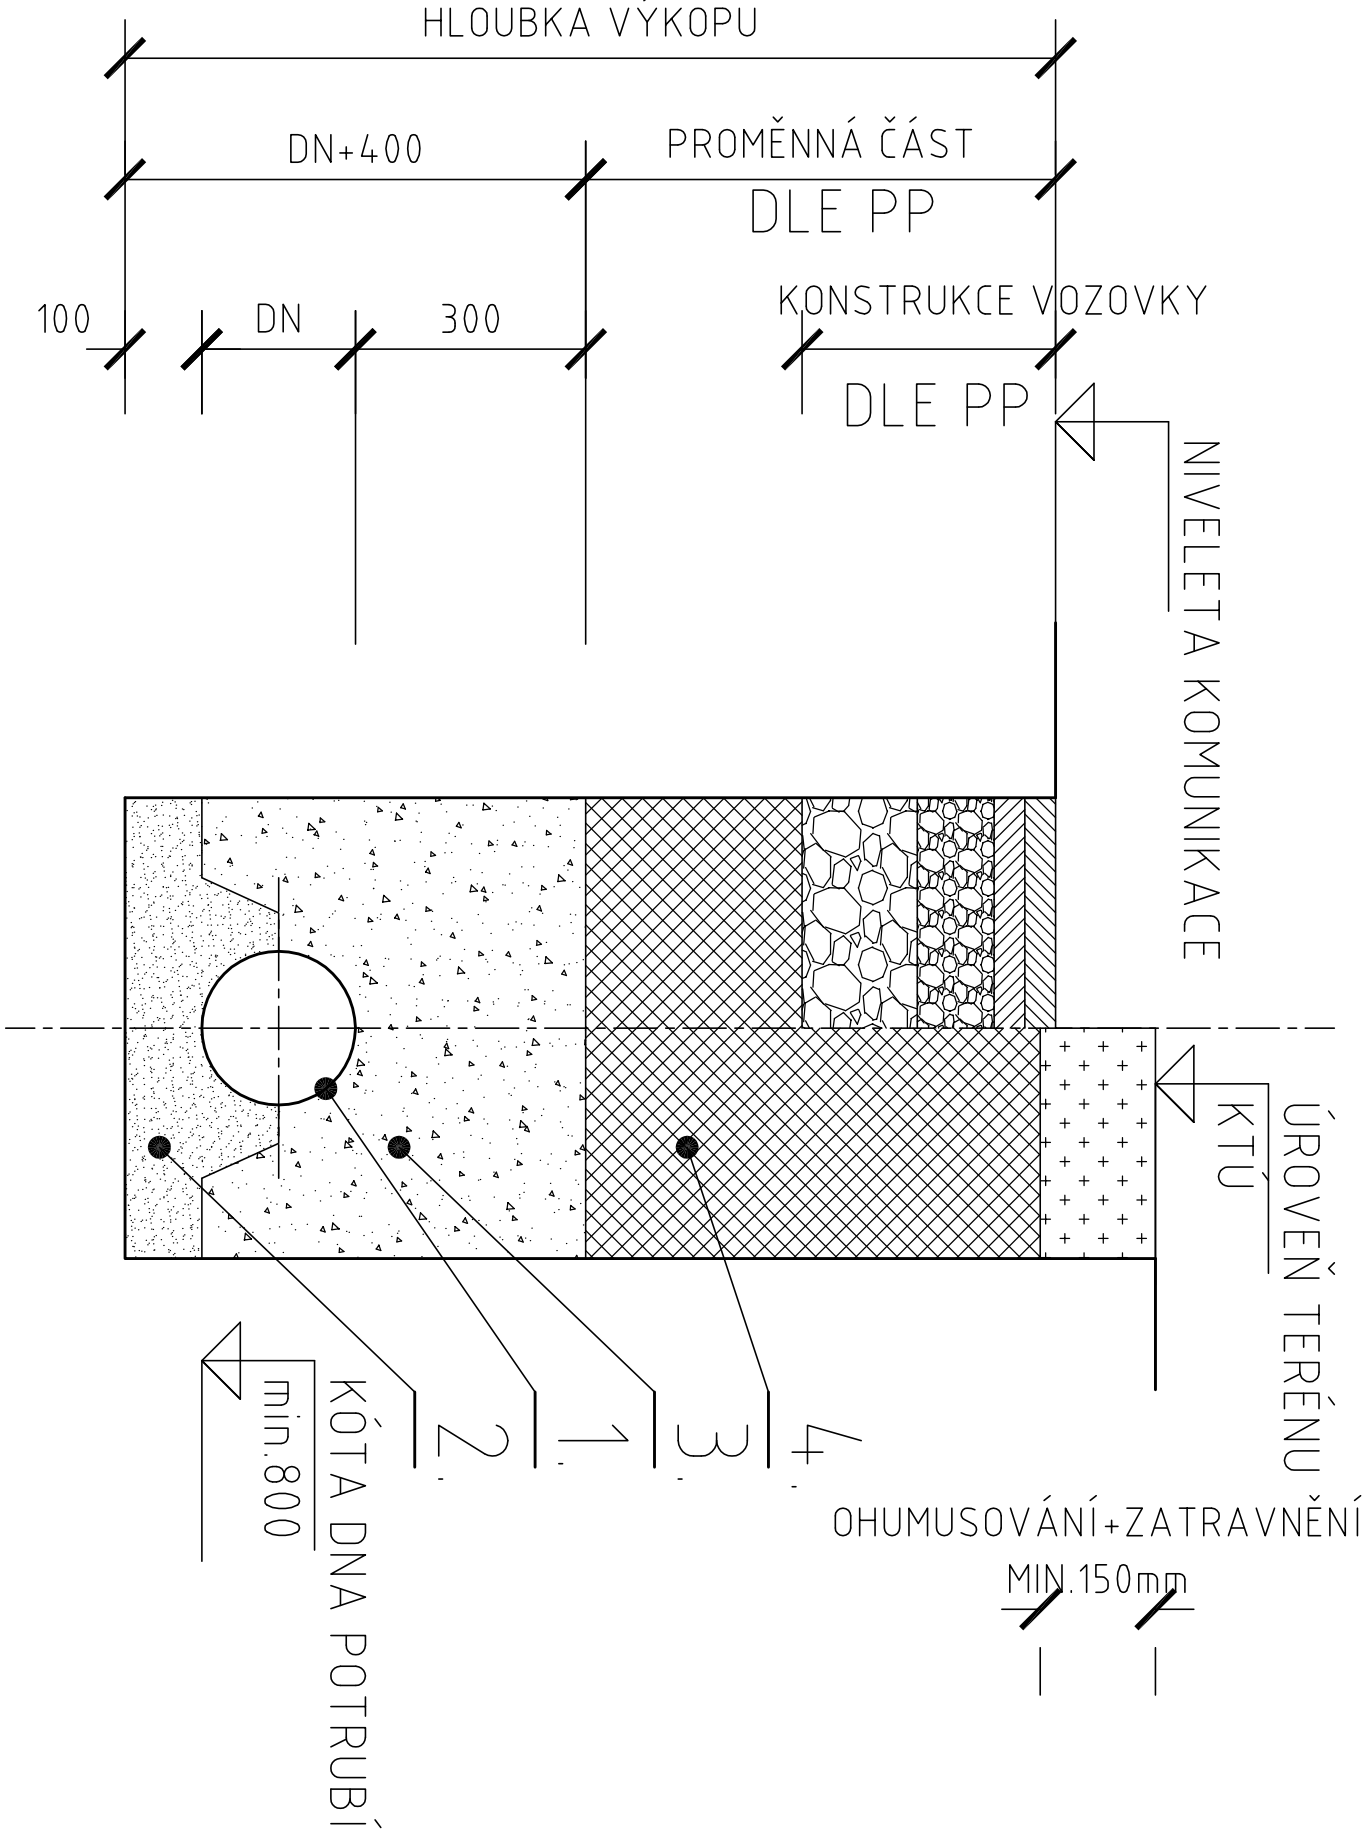 HLOUBKA VÝKOPU
DN+400
PROMĚNNÁ ČÁST
DLE PP
100
DN
300
KONSTRUKCE VOZOVKY
DLE PP
NIVELETA KOMUNIKACE
ÚROVEŇ TERÉNU
KTÚ
KÓTA DNA POTRUBÍ
min.800
2.
1.
3.
4.
OHUMUSOVÁNÍ+ZATRAVNĚNÍ
MIN.150mm